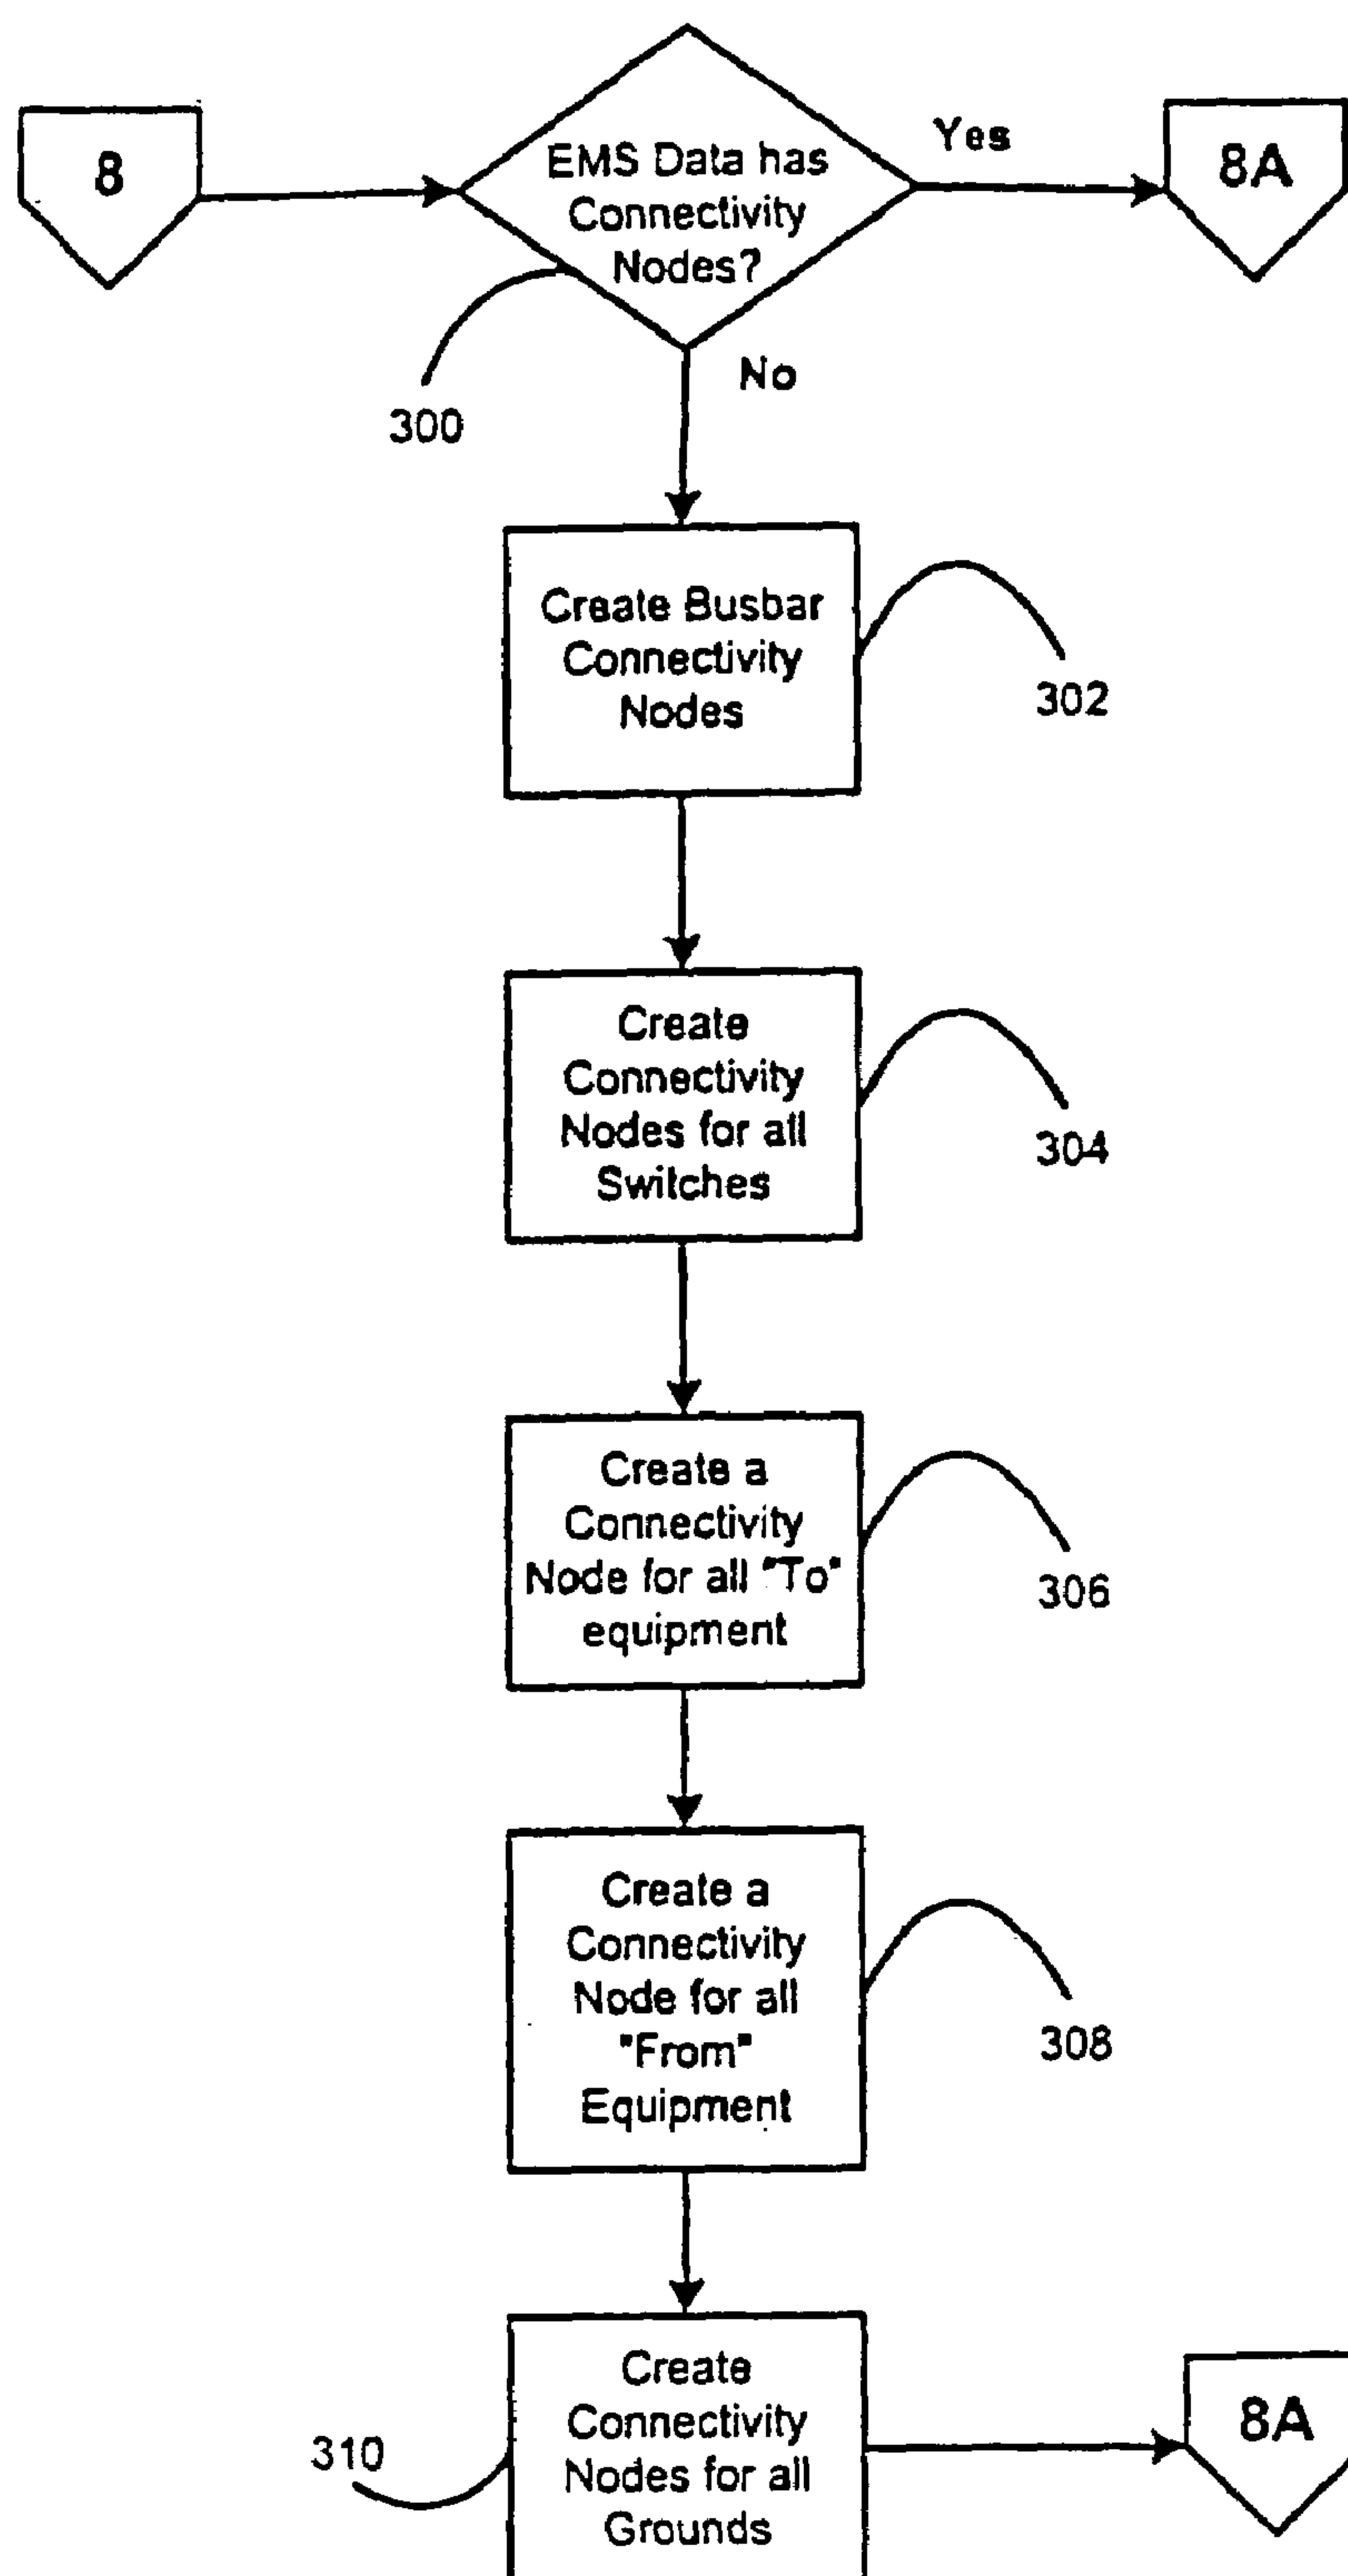 8
EMS Data has
Connectivity
Nodes?
Yes
8A
300
No
Create Busbar
Connectivity
Nodes
302
Create
Connectivity
Nodes for all
Switches
304
Create a
Connectivity
Node for all "To"
equipment
306
Create a
Connectivity
Node for all
"From"
Equipment
308
Create
Connectivity
Nodes for all
Grounds
310
8A